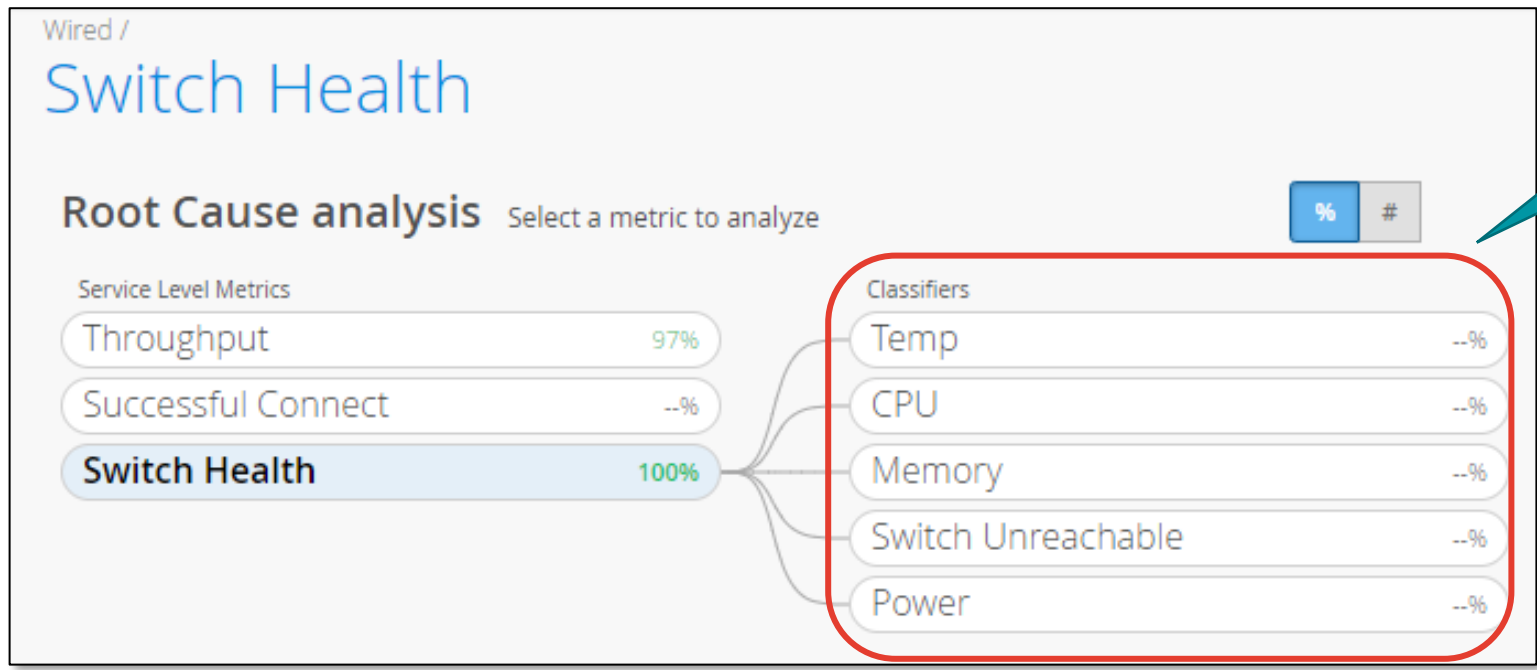 Wired /
Switch Health
Root Cause analysis Select a metric to analyze % #
Service Level Metrics Classifiers
Throughput 97% Temp --%
Successful Connect --% CPU --%
Switch Health 100% Memory --%
Switch Unreachable --%
Power --%